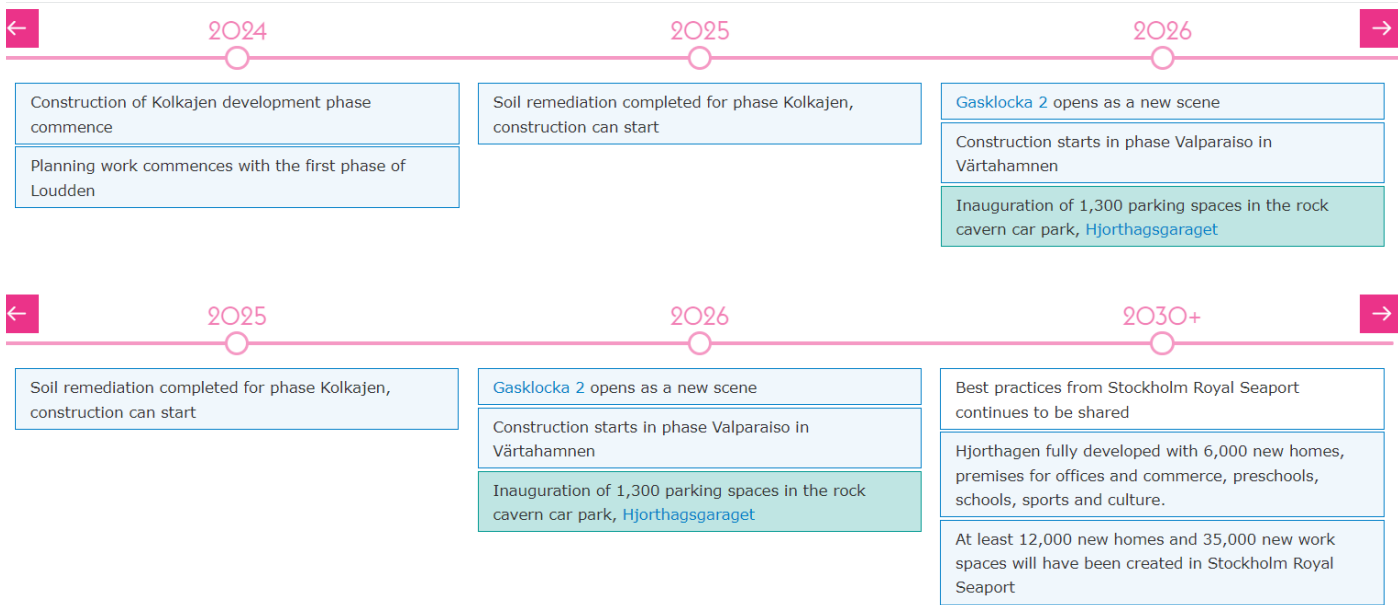 2024
2025
2026
Construction of Kolkajen development phase
commence
Planning work commences with the first phase of
Loudden
Soil remediation completed for phase Kolkajen,
construction can start
Gasklocka 2 opens as a new scene
Construction starts in phase Valparaiso in
Värtahamnen
Inauguration of 1,300 parking spaces in the rock
cavern car park, Hjorthagsgaraget
2025
2026
2030+
Soil remediation completed for phase Kolkajen,
construction can start
Gasklocka 2 opens as a new scene
Construction starts in phase Valparaiso in
Värtahamnen
Inauguration of 1,300 parking spaces in the rock
cavern car park, Hjorthagsgaraget
Best practices from Stockholm Royal Seaport
continues to be shared
Hjorthagen fully developed with 6,000 new homes,
premises for offices and commerce, preschools,
schools, sports and culture.
At least 12,000 new homes and 35,000 new work
spaces will have been created in Stockholm Royal
Seaport